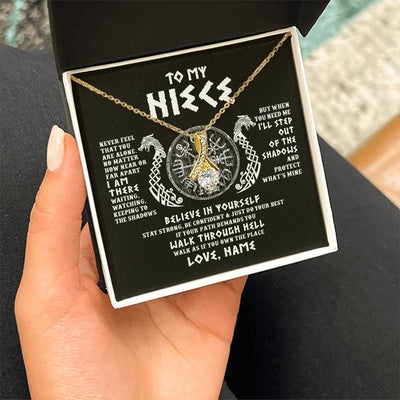 TO MY
NIECE
NEVER FEEL
THAT YOU
ARE ALONE.
NO MATTER
HOW NEAR OR
FAR APART
I AM
THERE
WAITING,
WATCHING,
KEEPING TO
THE SHADOWS
BUT WHEN
YOU NEED ME
I'LL STEP
OUT
OF THE
SHADOWS
AND
PROTECT
WHAT'S MINE
BELIEVE IN YOURSELF
STAY STRONG, BE CONFIDENT & JUST DO YOUR BEST
IF YOUR PATH DEMANDS YOU
WALK THROUGH HELL
WALK AS IF YOU OWN THE PLACE
LOVE, NAME